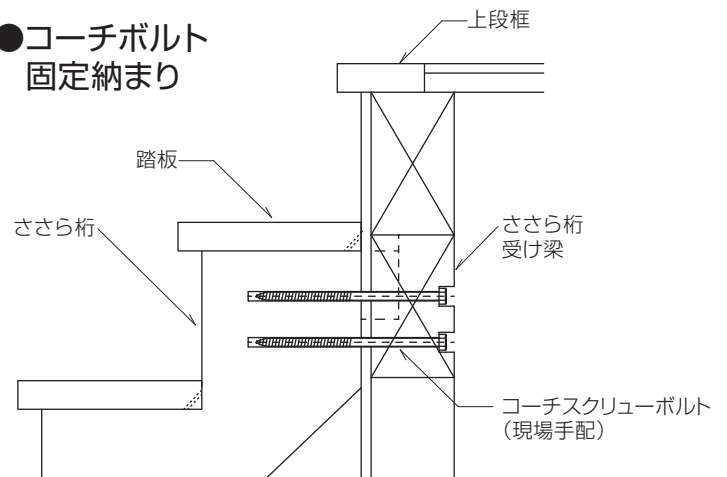 ●コーチボルト
固定納まり
上段框
踏板
ささら桁
ささら桁
受け梁
コーチスクリューボルト
（現場手配）